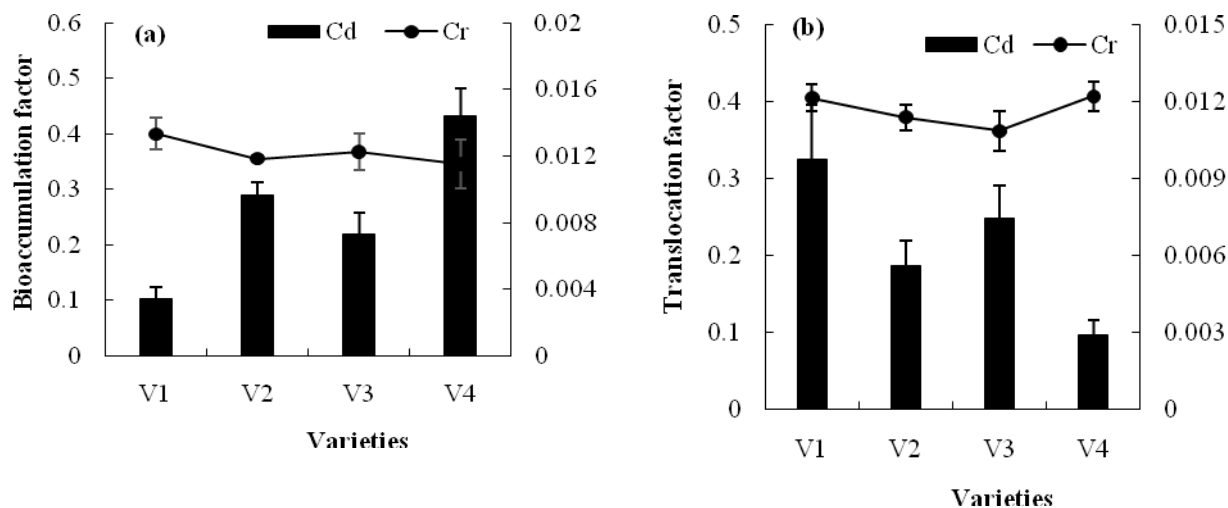 (a)
Cd
Cr
Bioaccumulation factor
0.6
0.5
0.4
0.3
0.2
0.1
0
0.02
0.016
0.012
0.008
0.004
0
V1 V2 V3 V4
Varieties
(b)
Cd
Cr
Translocation factor
0.5
0.4
0.3
0.2
0.1
0
0.015
0.012
0.009
0.006
0.003
0
V1 V2 V3 V4
Varieties